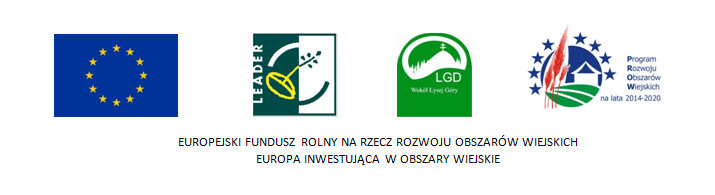 LEADER
LGD
Wokół Łysej Góry
Program
Rozwoju
Obszarów
Wiejskich
na lata 2014-2020
EUROPEJSKI FUNDUSZ ROLNY NA RZECZ ROZWOJU OBSZARÓW WIEJSKICH
EUROPA INWESTUJĄCA W OBSZARY WIEJSKIE